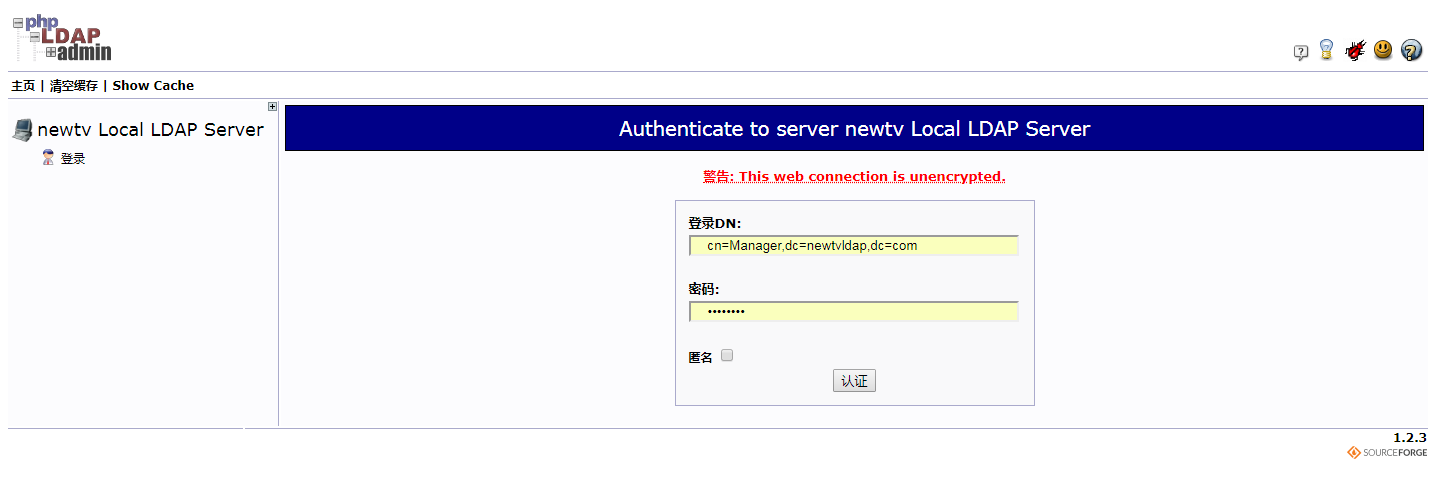 php
LDAP
admin
主页 | 清空缓存 | Show Cache
newtv Local LDAP Server
登录
Authenticate to server newtv Local LDAP Server
警告: This web connection is unencrypted.
登录DN:
cn=Manager,dc=newtvldap,dc=com
密码:
••••••••
匿名
认证
1.2.3
SOURCEFORGE